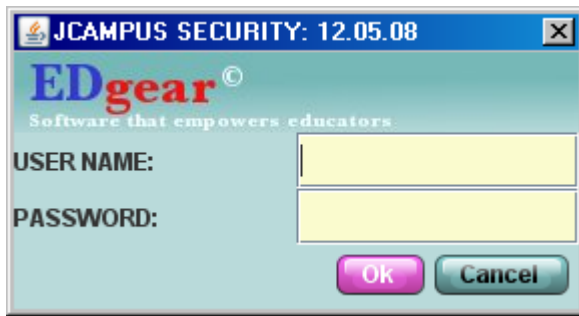 JCAMPUS SECURITY: 12.05.08
EDgear©
Software that empowers educators
USER NAME:
PASSWORD:
Ok Cancel